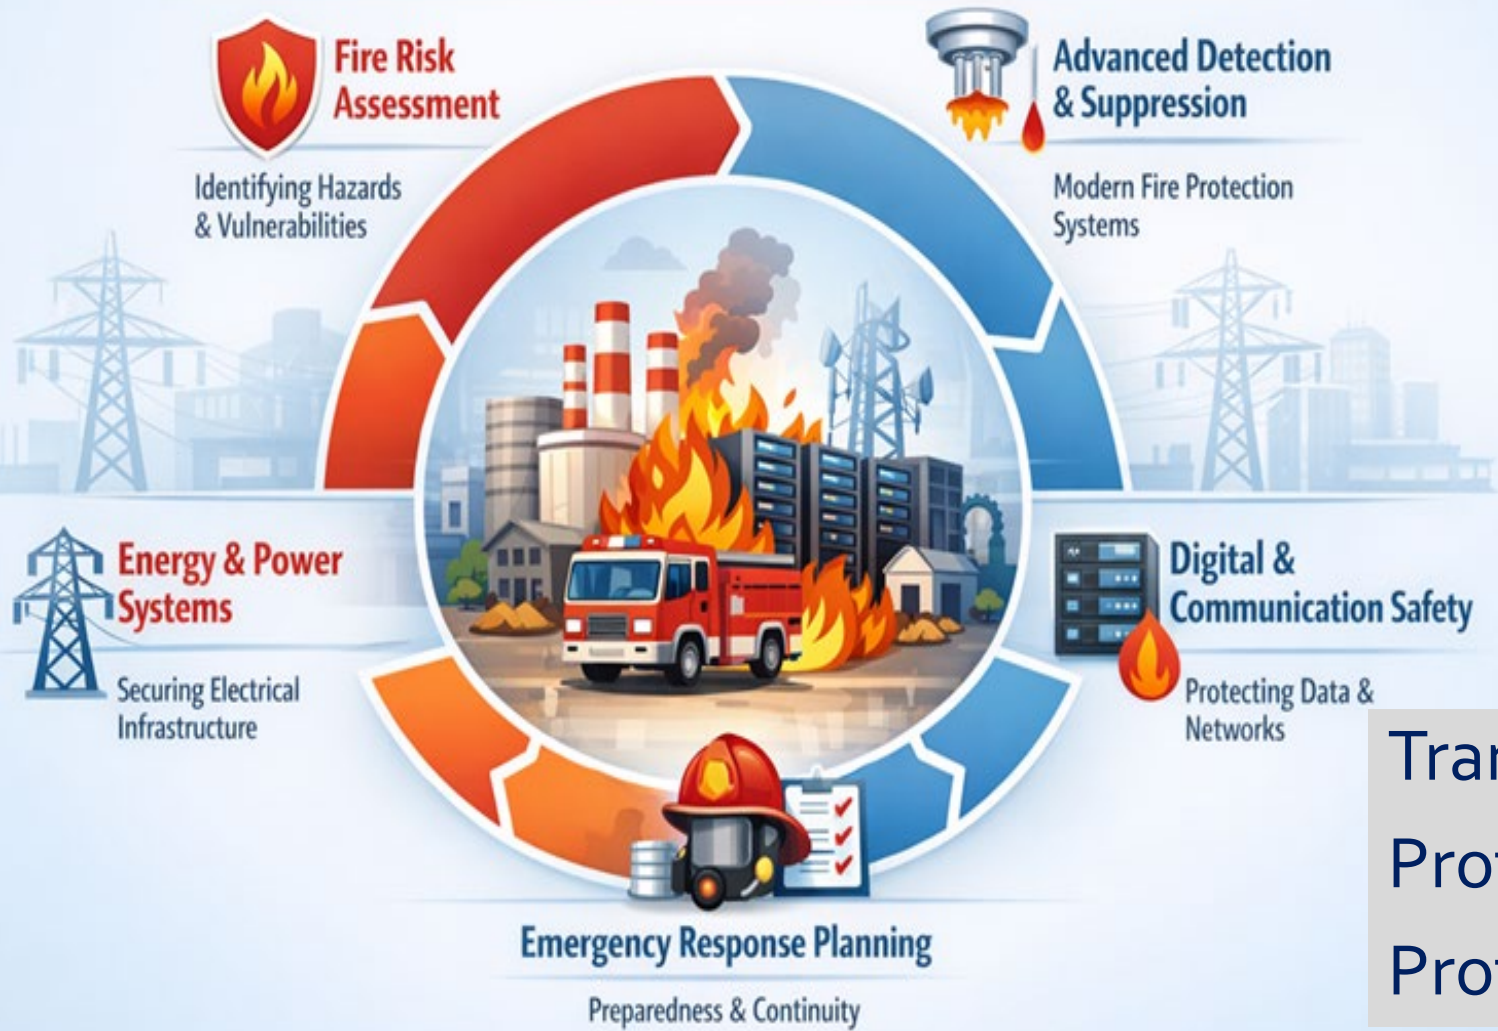 Fire Risk
Assessment
Identifying Hazards
& Vulnerabilities
Advanced Detection
& Suppression
Modern Fire Protection
Systems
Energy & Power
Systems
Securing Electrical
Infrastructure
Digital &
Communication Safety
Protecting Data &
Networks
Emergency Response Planning
Preparedness & Continuity